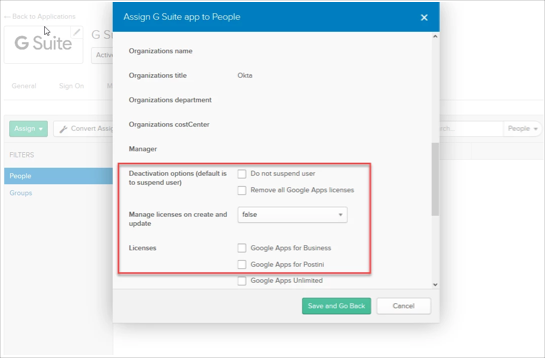 Assign G Suite app to People
← Back to Applications
G Suite
G S
Active
General
Sign On
M
Assign
Convert Assig
ch...
People
FILTERS
People
Groups
Organizations name
Organizations title
Okte
Organizations department
Organizations costCenter
Manager
Deactivation options (default is
to suspend user)
Do not suspend user
Remove all Google Apps licenses
Manage licenses on create and
update
false
Licenses
Google Apps for Business
Google Apps for Postini
Google Apps Unlimited
Save and Go Back
Cancel